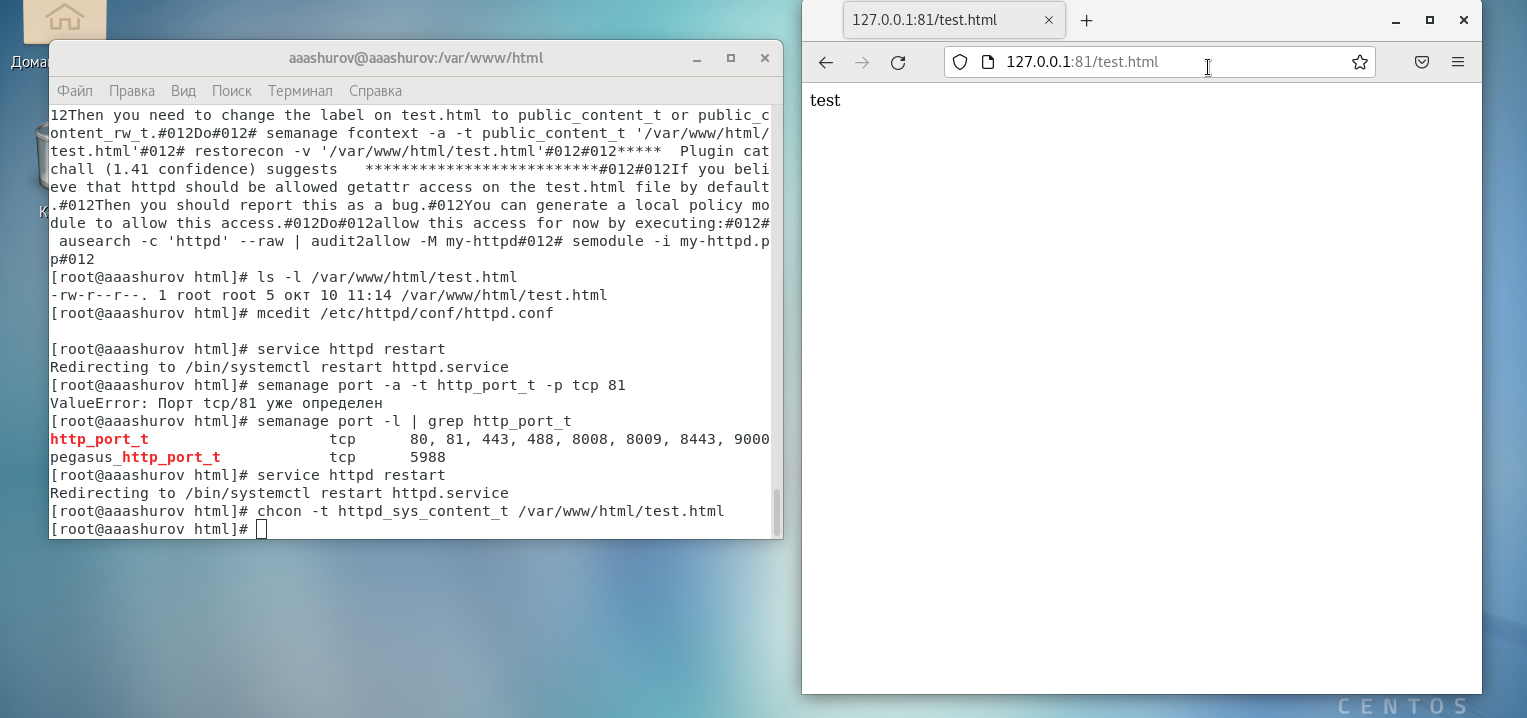 Дома
К
aaashurov@aaashurov:/var/www/html
Файл Правка Вид Поиск Терминал Справка
12Then you need to change the label on test.html to public_content_t or public_c
ontent_rw_t.#012Do#012# semanage fcontext -a -t public_content_t '/var/www/html/
test.html'#012# restorecon -v '/var/www/html/test.html'#012#012***** Plugin cat
chall (1.41 confidence) suggests **************************#012#012If you beli
eve that httpd should be allowed getattr access on the test.html file by default
.#012Then you should report this as a bug.#012You can generate a local policy mo
dule to allow this access.#012Do#012allow this access for now by executing:#012#
ausearch -c 'httpd' --raw | audit2allow -M my-httpd#012# semodule -i my-httpd.p
p#012
[root@aaashurov html]# ls -l /var/www/html/test.html
-rw-r--r--. 1 root root 5 окт 10 11:14 /var/www/html/test.html
[root@aaashurov html]# mcedit /etc/httpd/conf/httpd.conf
[root@aaashurov html]# service httpd restart
Redirecting to /bin/systemctl restart httpd.service
[root@aaashurov html]# semanage port -a -t http_port_t -p tcp 81
ValueError: Порт tcp/81 уже определен
[root@aaashurov html]# semanage port -l | grep http_port_t
http_port_t tcp 80, 81, 443, 488, 8008, 8009, 8443, 9000
pegasus_http_port_t tcp 5988
[root@aaashurov html]# service httpd restart
Redirecting to /bin/systemctl restart httpd.service
[root@aaashurov html]# chcon -t httpd_sys_content_t /var/www/html/test.html
[root@aaashurov html]#
127.0.0.1:81/test.html
127.0.0.1:81/test.html
test
CENTOS